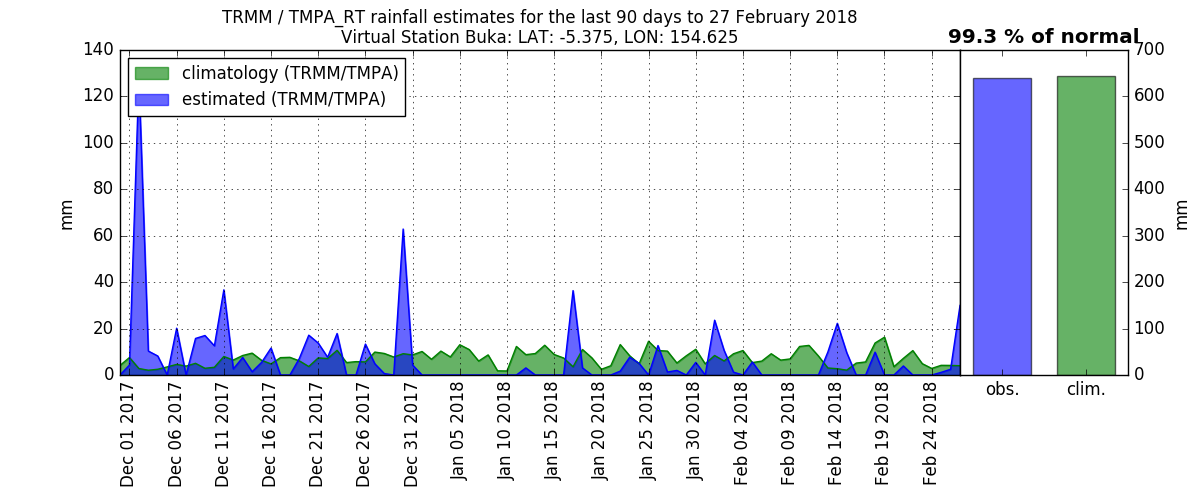 TRMM / TMPA_RT rainfall estimates for the last 90 days to 27 February 2018
Virtual Station Buka: LAT: -5.375, LON: 154.625
99.3 % of normal
climatology (TRMM/TMPA)
estimated (TRMM/TMPA)
140
120
100
80
60
40
20
0
mm
700
600
500
400
300
200
100
0
mm
Dec 01 2017
Dec 06 2017
Dec 11 2017
Dec 16 2017
Dec 21 2017
Dec 26 2017
Dec 31 2017
Jan 05 2018
Jan 10 2018
Jan 15 2018
Jan 20 2018
Jan 25 2018
Jan 30 2018
Feb 04 2018
Feb 09 2018
Feb 14 2018
Feb 19 2018
Feb 24 2018
obs.
clim.